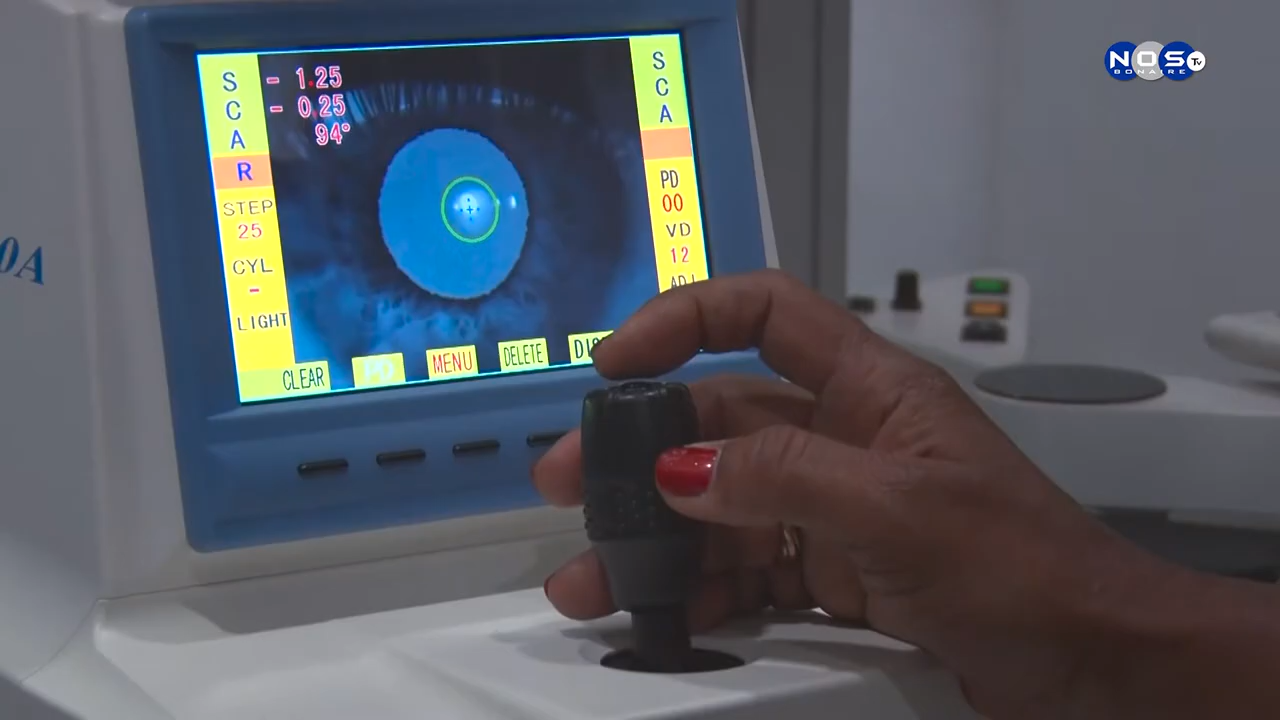 S - 1.25
C - 0.25
A 94°
R
STEP
25
CYL
-
LIGHT
CLEAR PD MENU DELETE
S
C
A
PD
00
VD
12
0A
NOS TV
BONAIRE